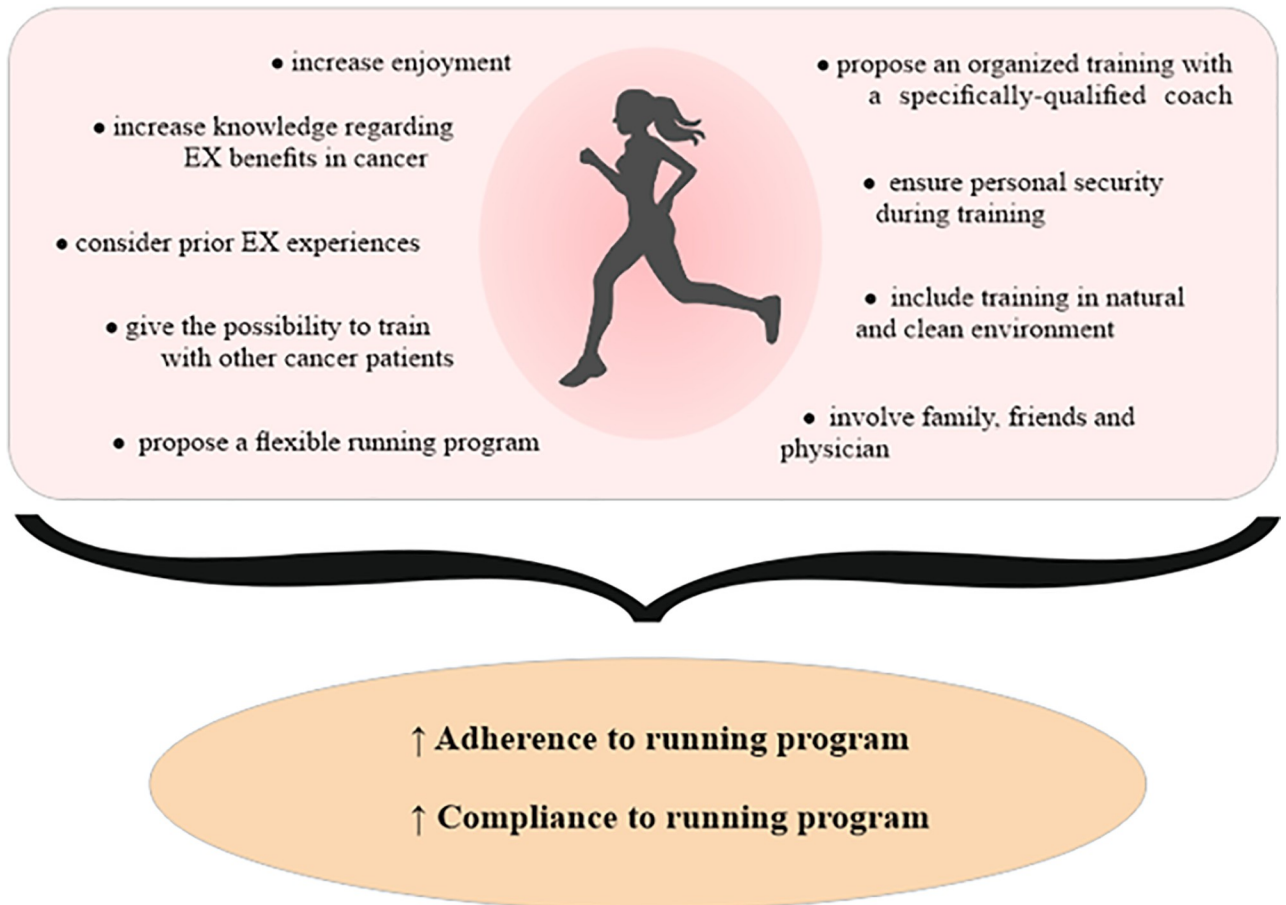 ● increase enjoyment
● increase knowledge regarding
EX benefits in cancer
● consider prior EX experiences
● give the possibility to train
with other cancer patients
● propose a flexible running program
● propose an organized training with
a specifically-qualified coach
● ensure personal security
during training
● include training in natural
and clean environment
● involve family, friends and
physician
↑ Adherence to running program
↑ Compliance to running program